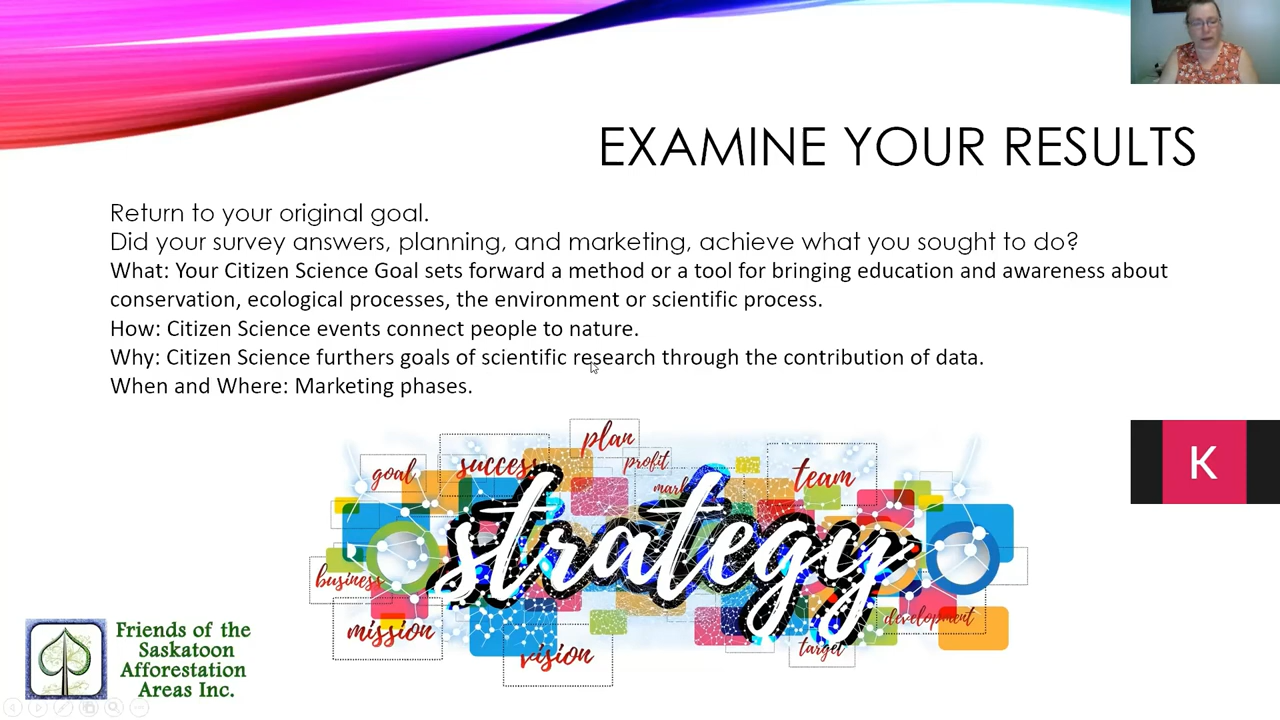 EXAMINE YOUR RESULTS
Return to your original goal.
Did your survey answers, planning, and marketing, achieve what you sought to do?
What: Your Citizen Science Goal sets forward a method or a tool for bringing education and awareness about
conservation, ecological processes, the environment or scientific process.
How: Citizen Science events connect people to nature.
Why: Citizen Science furthers goals of scientific research through the contribution of data.
When and Where: Marketing phases.
plan
goal
success
profit
team
strategy
business
mission
vision
development
target
K
Friends of the
Saskatoon
Afforestation
Areas Inc.